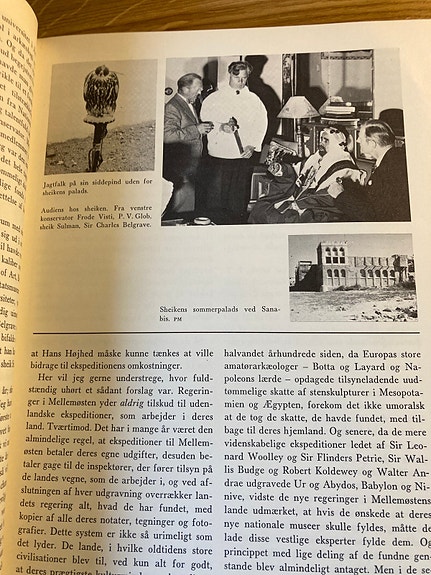 Jagtfalk på sin siddepind uden for
sheikens palads.
Audiens hos sheiken. Fra venstre
konservator Frode Visti, P. V. Glob,
sheik Sulman, Sir Charles Belgrave.
Sheikens sommerpalads ved Sana-
bis. PM
at Hans Højhed måske kunne tænkes at ville
bidrage til ekspeditionens omkostninger.
Her vil jeg gerne understrege, hvor fuld-
stændig uhørt et sådant forslag var. Regerin-
ger i Mellemøsten yder aldrig tilskud til uden-
landske ekspeditioner, som arbejder i deres
land. Tværtimod. Det har i mange år været den
almindelige regel, at ekspeditioner til Mellem-
østen betaler deres egne udgifter, desuden be-
taler gage til de inspektører, der fører tilsyn på
de landes vegne, som de arbejder i, og ved af-
slutningen af hver udgravning overrækker lan-
dets regering alt, hvad de har fundet, med
kopier af alle deres notater, tegninger og foto-
grafier. Dette system er ikke så urimeligt som
det lyder. De lande, i hvilke oldtidens store
civilisationer blev til, ved kun alt for godt,
halvandet århundrede siden, da Europas store
amatørarkæologer – Botta og Layard og Na-
poleons lærde – opdagede tilsyneladende uud-
tømmelige skatte af stenskulpturer i Mesopota-
mien og Ægypten, forekom det ikke umoralsk
at de tog de skatte, de havde fundet, med til-
bage til deres hjemland. Og senere, da de mere
videnskabelige ekspeditioner ledet af Sir Leo-
nard Woolley og Sir Flinders Petrie, Sir Wal-
lis Budge og Robert Koldewey og Walter An-
drae udgravede Ur og Abydos, Babylon og Ni-
nive, vidste de nye regeringer i Mellemøstens
lande udmærket, at hvis de ønskede at deres
nye nationale museer skulle fyldes, måtte de
lade disse vestlige eksperter fylde dem. Og
princippet med lige deling af de fundne gen-
stande blev almindeligt antaget. Men i de se